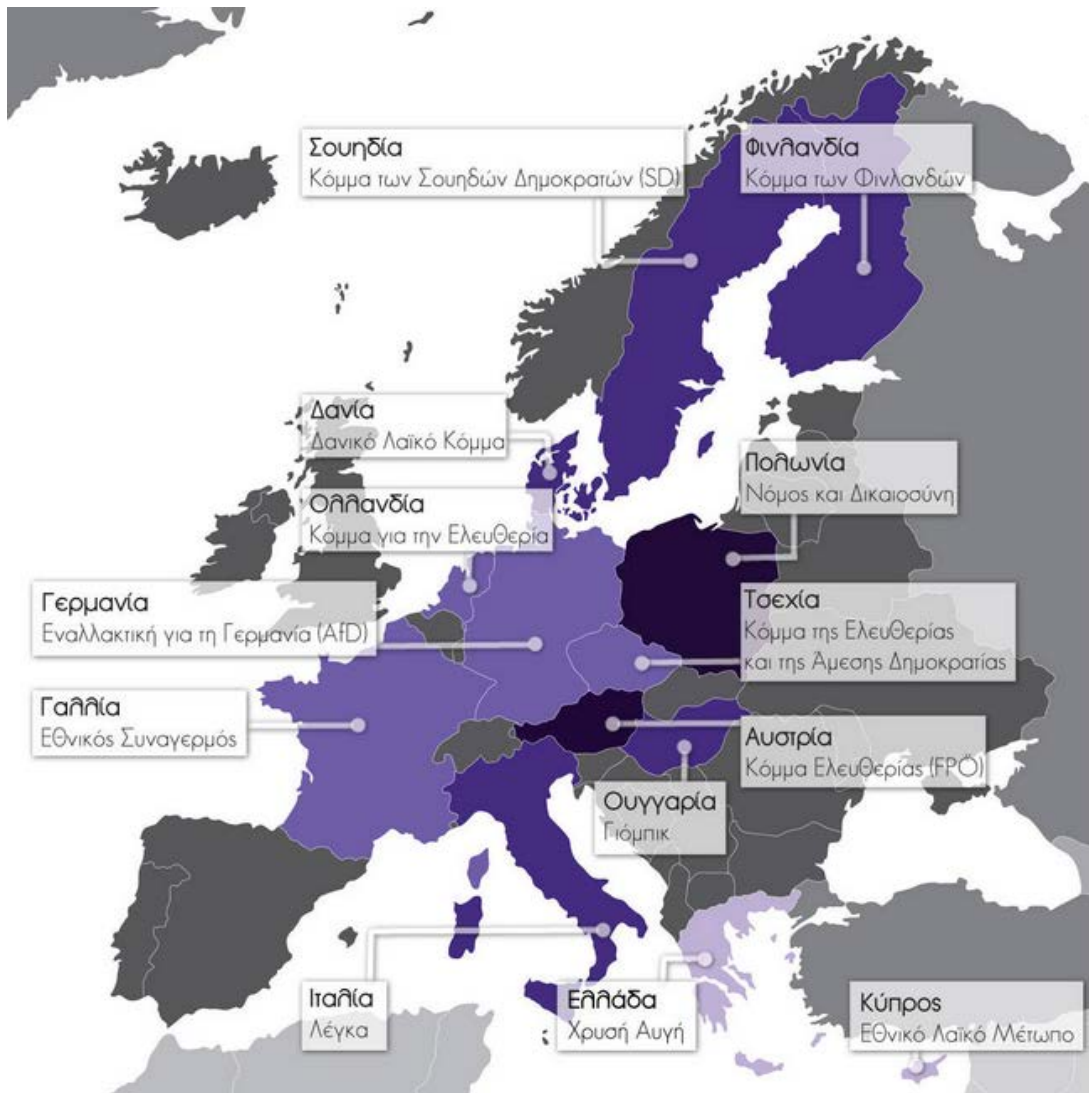 Σουηδία
Κόμμα των Σουηδών Δημοκρατών (SD)
Φινλανδία
Κόμμα των Φινλανδών
Δανία
Δανικό Λαϊκό Κόμμα
Ολλανδία
Κόμμα για την Ελευθερία
Πολωνία
Νόμος και Δικαιοσύνη
Γερμανία
Εναλλακτική για τη Γερμανία (AfD)
Τσεχία
Κόμμα της Ελευθερίας
και της Άμεσης Δημοκρατίας
Γαλλία
Εθνικός Συναγερμός
Αυστρία
Κόμμα Ελευθερίας (FPÖ)
Ουγγαρία
Γιόμπικ
Ιταλία
Λέγκα
Ελλάδα
Χρυσή Αυγή
Κύπρος
Εθνικό Λαϊκό Μέτωπο